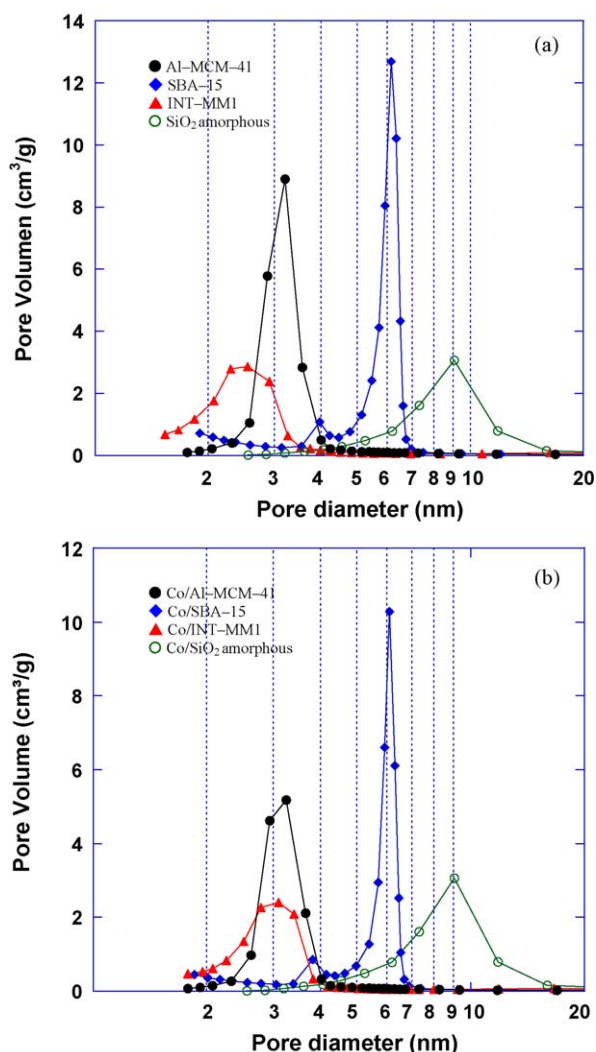 14
12
10
8
6
4
2
0
Pore Volumen (cm³/g)
(a)
Al–MCM–41
SBA–15
INT–MM1
SiO₂ amorphous
2 3 4 5 6 7 8 9 10 20
Pore diameter (nm)
12
10
8
6
4
2
0
Pore Volume (cm³/g)
(b)
Co/Al–MCM–41
Co/SBA–15
Co/INT–MM1
Co/SiO₂ amorphous
2 3 4 5 6 7 8 9 10 20
Pore diameter (nm)